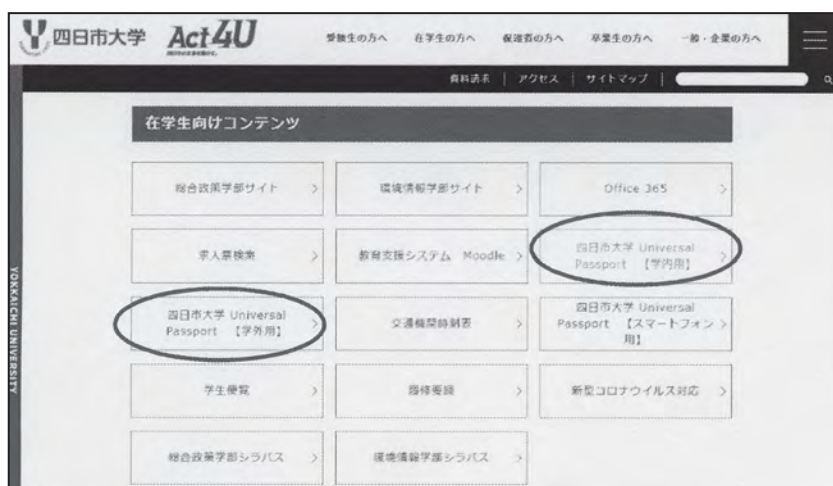 四日市大学 Act4U 受験生の方へ 在学生の方へ 保護者の方へ 卒業生の方へ 一般・企業の方へ
資料請求 | アクセス | サイトマップ |
在学生向けコンテンツ
総合政策学部サイト > 環境情報学部サイト > Office 365 >
求人票検索 > 教育支援システム Moodle > 四日市大学 Universal
Passport 【学内用】 >
四日市大学 Universal
Passport 【学外用】 > 交通機関時刻表 > 四日市大学 Universal
Passport 【スマートフォン >
用】
学生便覧 > 履修要綱 > 新型コロナウイルス対応 >
総合政策学部シラバス > 環境情報学部シラバス >
YOKKAICHI UNIVERSITY